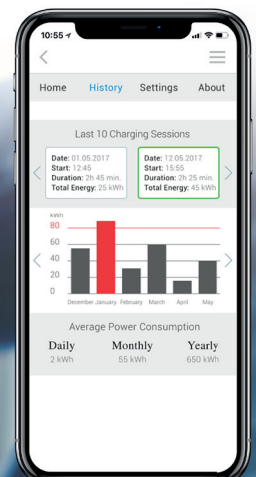 10:55
Home History Settings About
Last 10 Charging Sessions
Date: 01.05.2017
Start: 12:45
Duration: 2h 45 min.
Total Energy: 25 kWh
Date: 12.05.2017
Start: 15:55
Duration: 2h 25 min.
Total Energy: 45 kWh
kWh
80
60
40
20
0
December January February March April May
Average Power Consumption
Daily Monthly Yearly
2 kWh 55 kWh 650 kWh